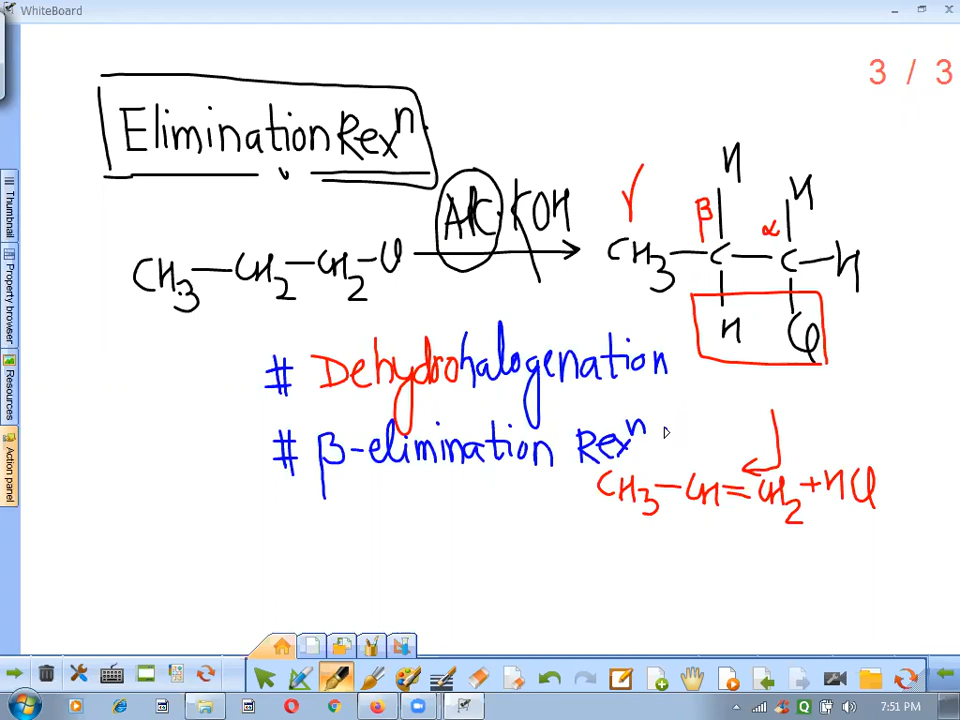 WhiteBoard
3 / 3
Elimination Rexⁿ
Alc. KOH
CH₃—CH₂—CH₂—Cl
γ β α
H H
CH₃—C—C—H
H Cl
# Dehydrohalogenation
# β-elimination Rexⁿ
CH₃—CH=CH₂+HCl
Thumbnail
Property browser
Resources
Action panel
7:51 PM